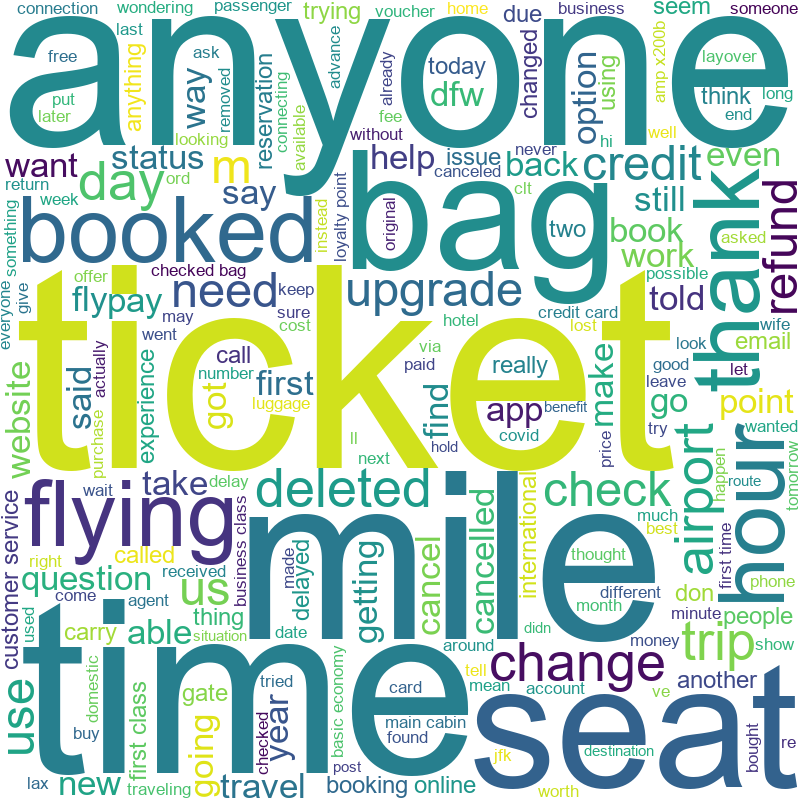 connection
wondering
passenger
trying
voucher
home
due
business
seem
someone
anyone
free
last
put
later
anything
way
ask
removed
reservation
connecting
advance
available
already
fee
without
today
dfw
changed
option
using
think
amp x200b
layover
end
long
well
hi
looking
want
status
m
help
issue
canceled
never
back
credit
even
return
week
ord
day
say
instead
loyalty point
original
bag
clt
two
still
book
work
thank
asked
refund
something
booked
everyone
give
offer
checked bag
flypay
may
need
keep
sure
upgrade
hotel
credit card
told
possible
lost
look
wife
email
went
cost
ticket
actually
call
number
first
via
paid
really
find
make
good
leave
let
go
point
website
said
experience
got
luggage
purchase
ll
next
hold
app
covid
benefit
price
try
wanted
tomorrow
customer service
wait
take
delay
flying
deleted
check
airport
hour
happen
route
much
best
first time
phone
right
called
received
business class
made
delayed
getting
cancel
cancelled
international
thought
month
different
don
minute
people
money
show
question
come
agent
us
used
thing
situation
mile
carry
able
date
didn
around
tell
mean
account
ve
trip
change
another
use
domestic
first class
gate
tried
card
main cabin
found
time
seat
buy
going
checked
year
basic economy
post
jfk
destination
bought
re
lax
new
traveling
travel
booking
online
worth